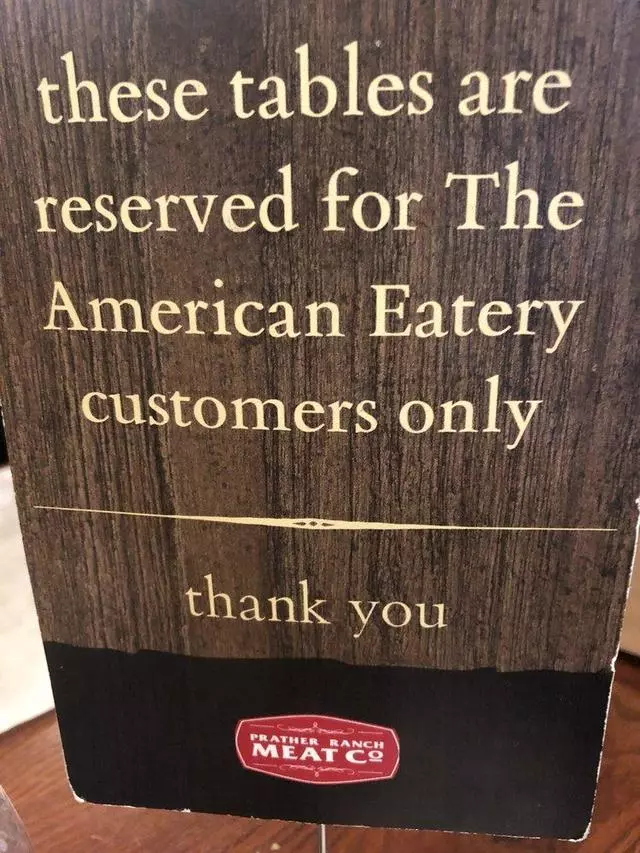 these tables are
reserved for The
American Eatery
customers only
thank you
PRATHER RANCH
MEAT Co